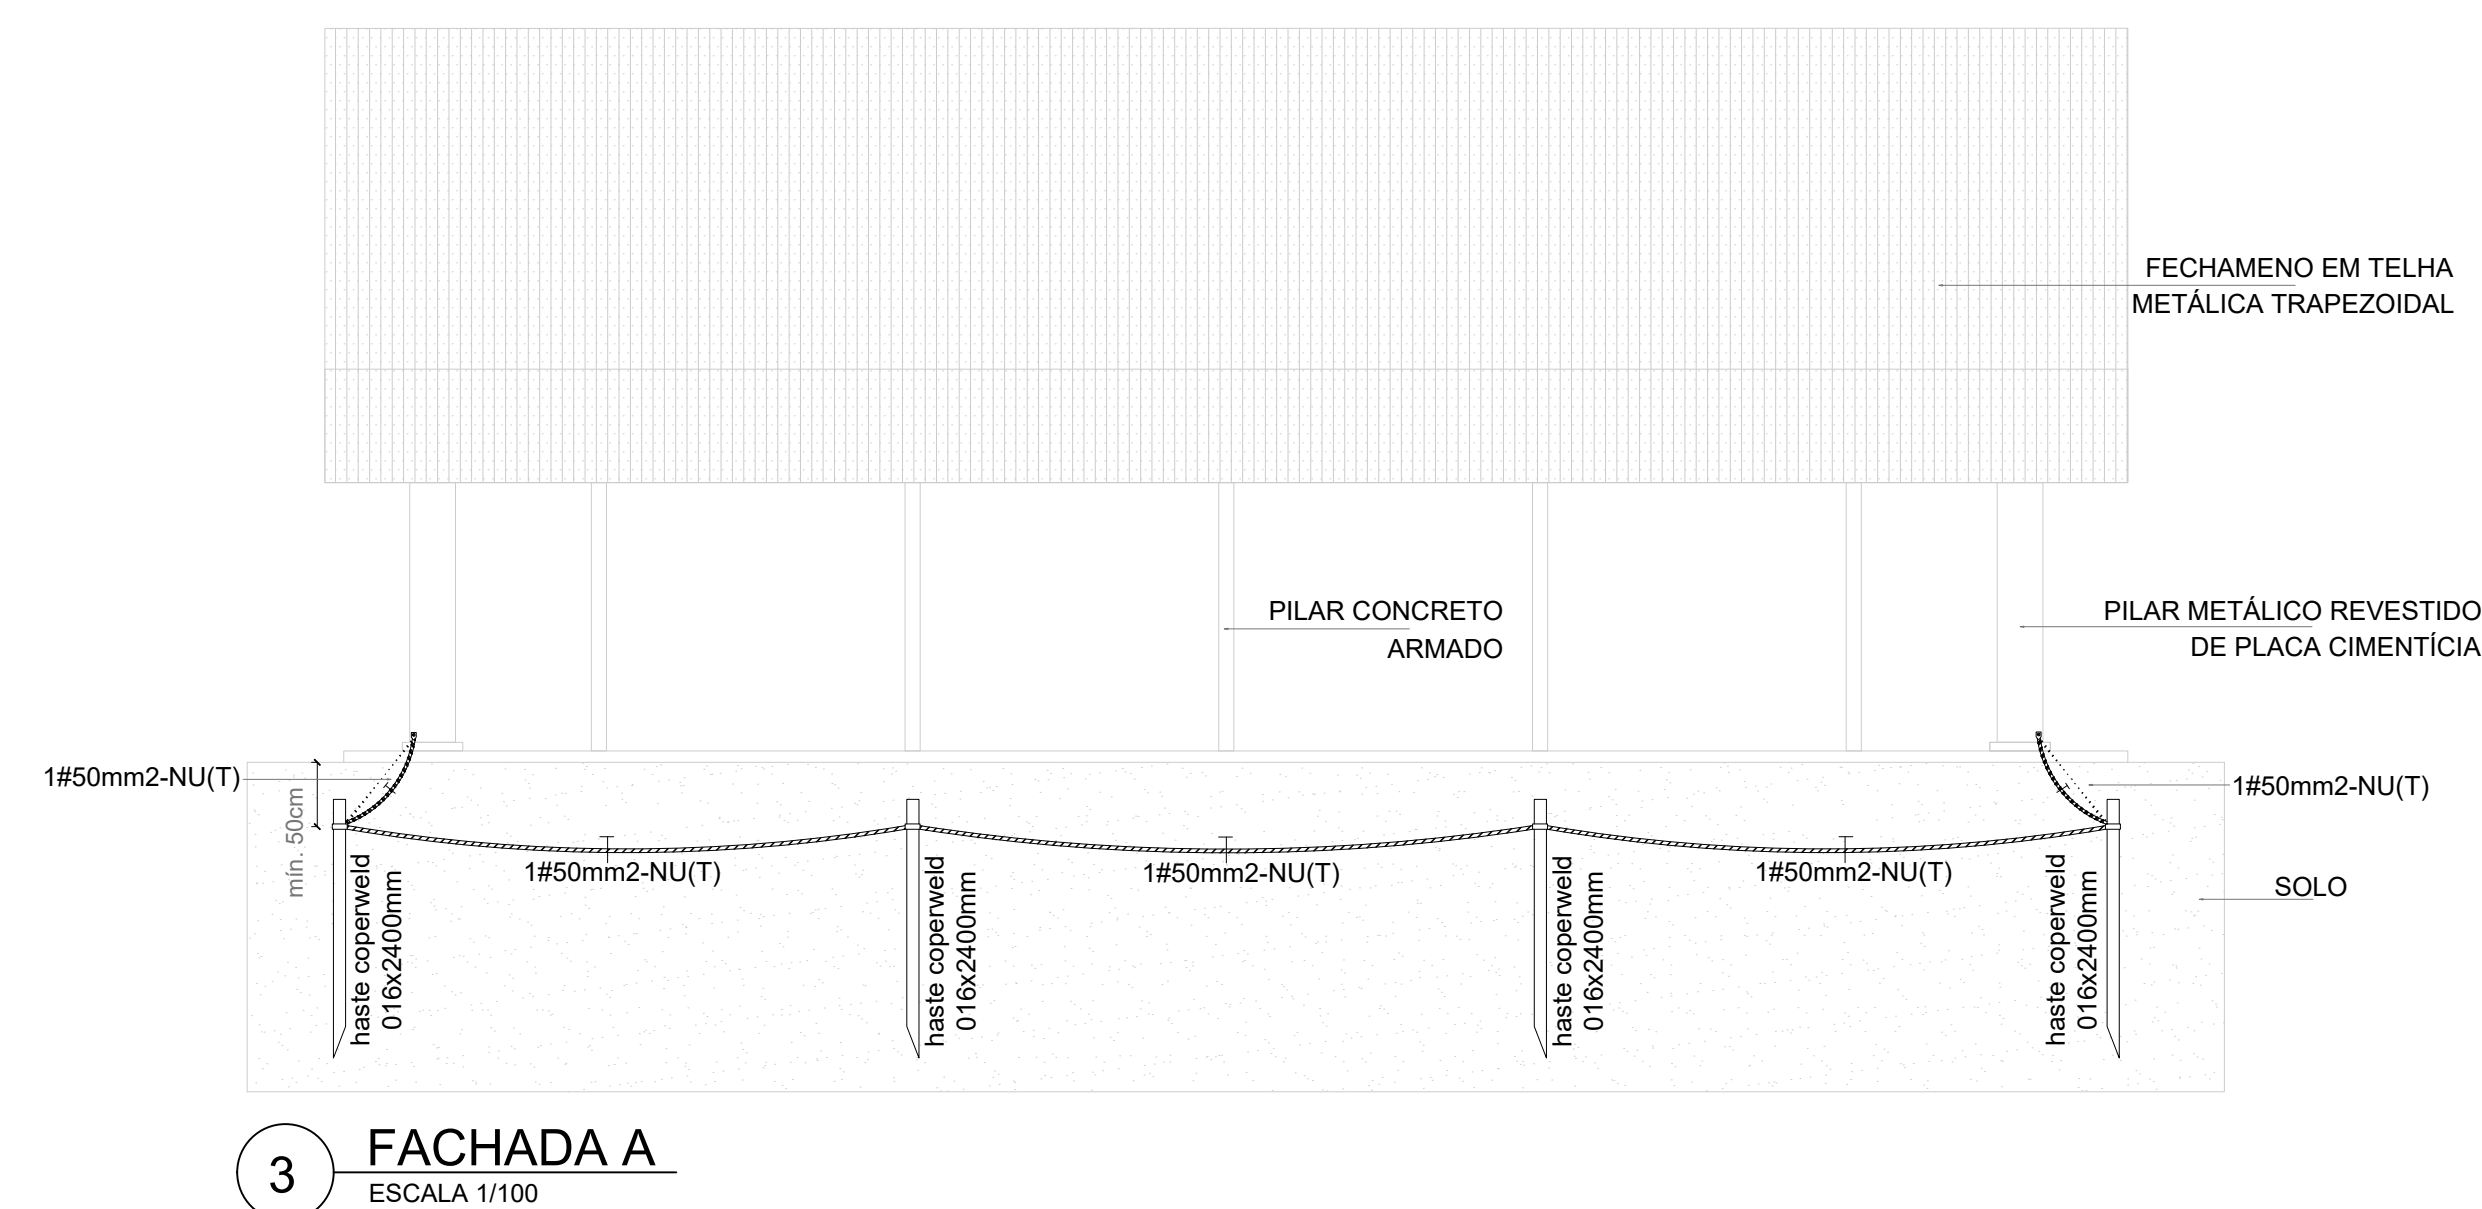 FECHAMENO EM TELHA
METÁLICA TRAPEZOIDAL
PILAR CONCRETO
ARMADO
PILAR METÁLICO REVESTIDO
DE PLACA CIMENTÍCIA
1#50mm2-NU(T)
1#50mm2-NU(T)
mín. 50cm
1#50mm2-NU(T)
1#50mm2-NU(T)
1#50mm2-NU(T)
haste coperweld
016x2400mm
haste coperweld
016x2400mm
haste coperweld
016x2400mm
haste coperweld
016x2400mm
SOLO
3
FACHADA A
ESCALA 1/100